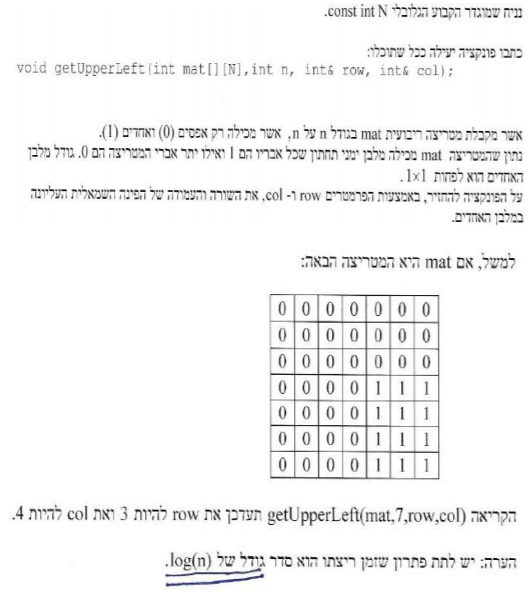 נניח שמוגדר הקבוע הגלובלי const int N.
כתבו פונקציה יעילה ככל שתוכלו:
void getUpperLeft(int mat[][N],int n, int& row, int& col);
אשר מקבלת מטריצה ריבועית mat בגודל n על n, אשר מכילה רק אפסים (0) ואחדים (1).
נתון שהמטריצה mat מכילה מלבן ימני תחתון שכל אבריו הם 1 ואילו יתר אברי המטריצה הם 0. גודל מלבן
האחדים הוא לפחות 1×1.
על הפונקציה להחזיר, באמצעות הפרמטרים row ו- col, את השורה והעמודה של הפינה השמאלית העליונה
במלבן האחדים.
למשל, אם mat היא המטריצה הבאה:
0 0 0 0 0 0 0
0 0 0 0 0 0 0
0 0 0 0 0 0 0
0 0 0 0 1 1 1
0 0 0 0 1 1 1
0 0 0 0 1 1 1
0 0 0 0 1 1 1
הקריאה getUpperLeft(mat,7,row,col) תעדכן את row להיות 3 ואת col להיות 4.
הערה: יש לתת פתרון שזמן ריצתו הוא סדר גודל של log(n).